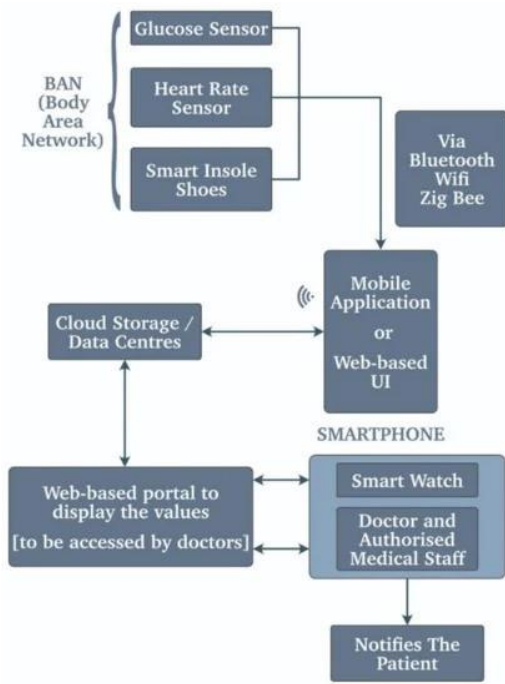 Glucose Sensor
BAN
(Body
Area
Network)
Heart Rate
Sensor
Smart Insole
Shoes
Via
Bluetooth
Wifi
Zig Bee
Mobile
Application
or
Web-based
UI
Cloud Storage /
Data Centres
SMARTPHONE
Web-based portal to
display the values
[to be accessed by doctors]
Smart Watch
Doctor and
Authorised
Medical Staff
Notifies The
Patient